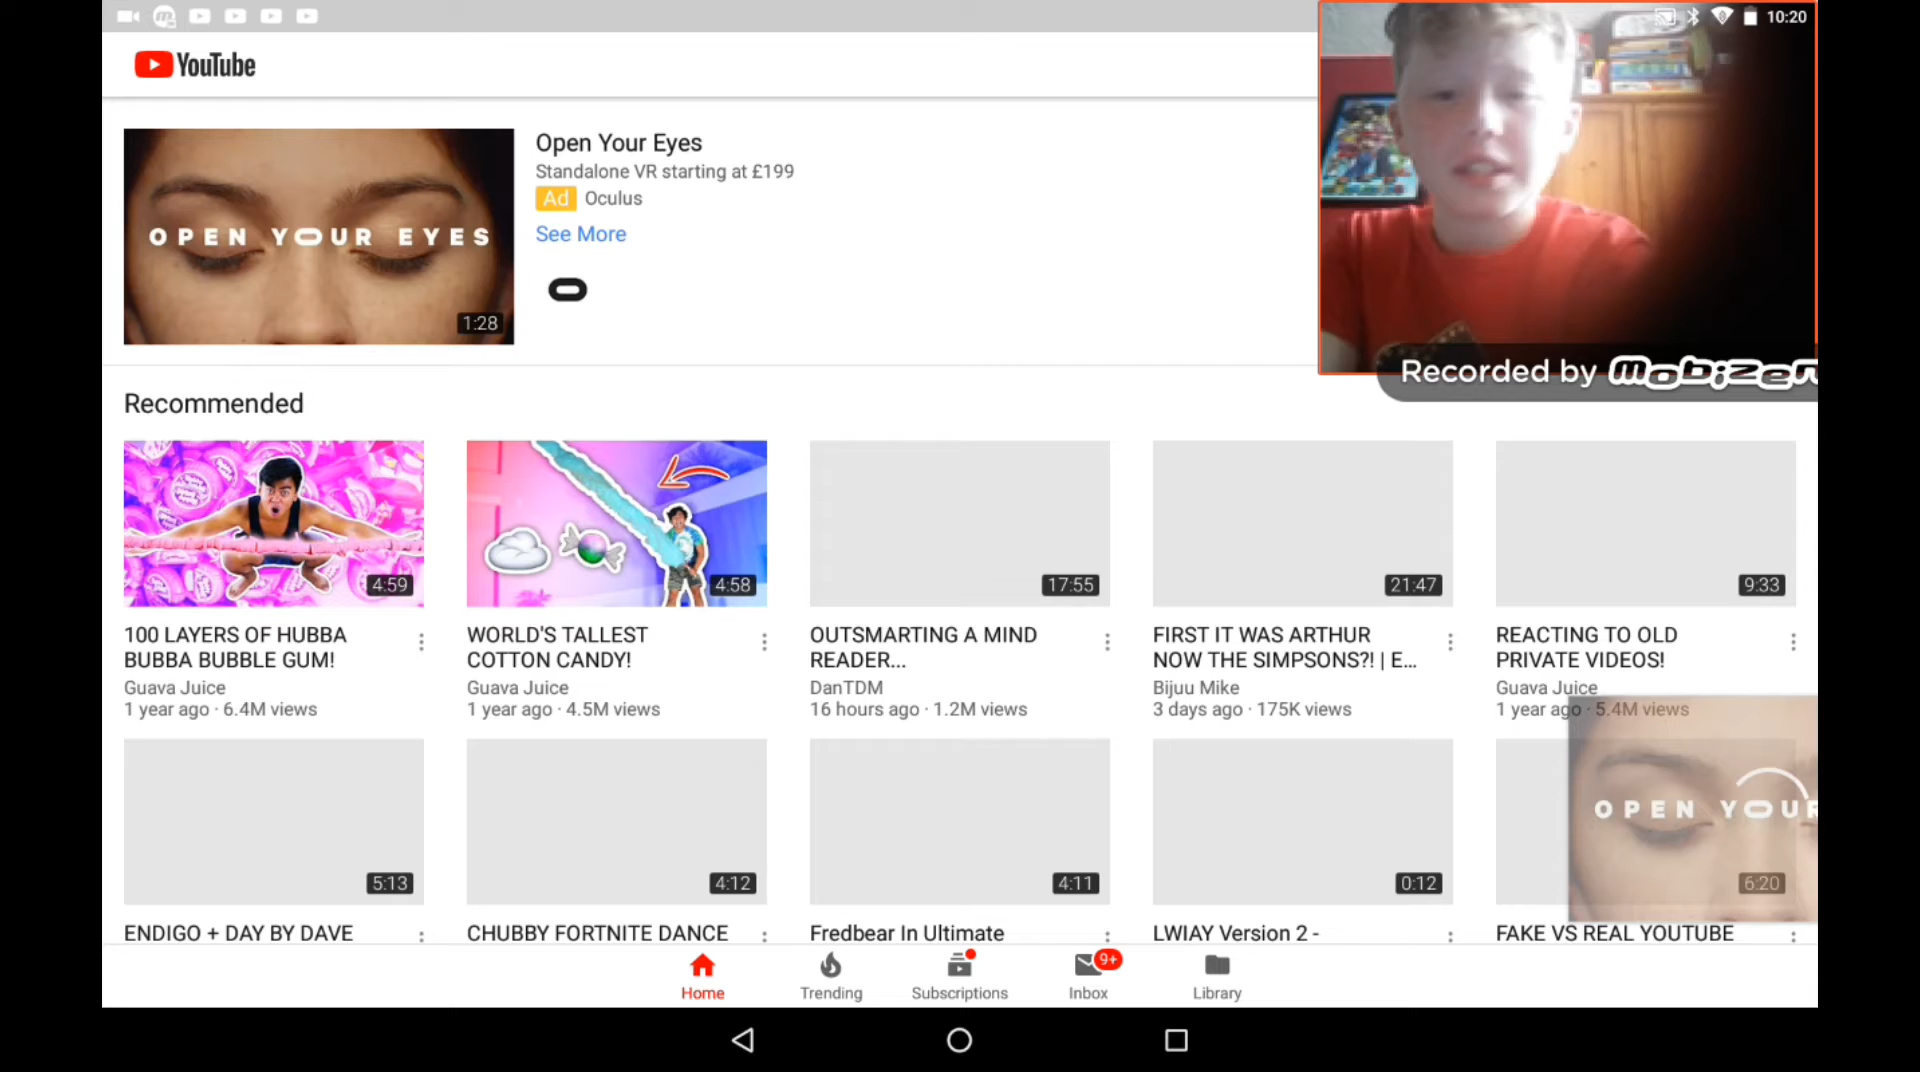 10:20
YouTube
OPEN YOUR EYES
1:28
Open Your Eyes
Standalone VR starting at £199
Ad Oculus
See More
Recorded by mobizen
Recommended
4:59
4:58
17:55
21:47
9:33
100 LAYERS OF HUBBA
BUBBA BUBBLE GUM!
Guava Juice
1 year ago · 6.4M views
WORLD'S TALLEST
COTTON CANDY!
Guava Juice
1 year ago · 4.5M views
OUTSMARTING A MIND
READER...
DanTDM
16 hours ago · 1.2M views
FIRST IT WAS ARTHUR
NOW THE SIMPSONS?! | E...
Bijuu Mike
3 days ago · 175K views
REACTING TO OLD
PRIVATE VIDEOS!
Guava Juice
1 year ago · 5.4M views
OPEN YOUR
5:13
4:12
4:11
0:12
6:20
ENDIGO + DAY BY DAVE
CHUBBY FORTNITE DANCE
Fredbear In Ultimate
LWIAY Version 2 -
FAKE VS REAL YOUTUBE
9+
Home
Trending
Subscriptions
Inbox
Library